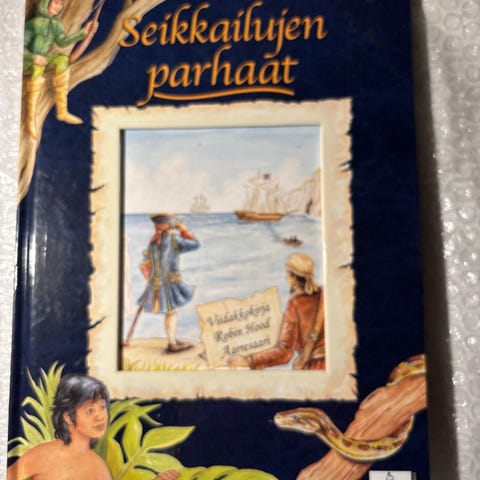 Seikkailujen
parhaat
Viidakkokirja
Robin Hood
Aarresaari